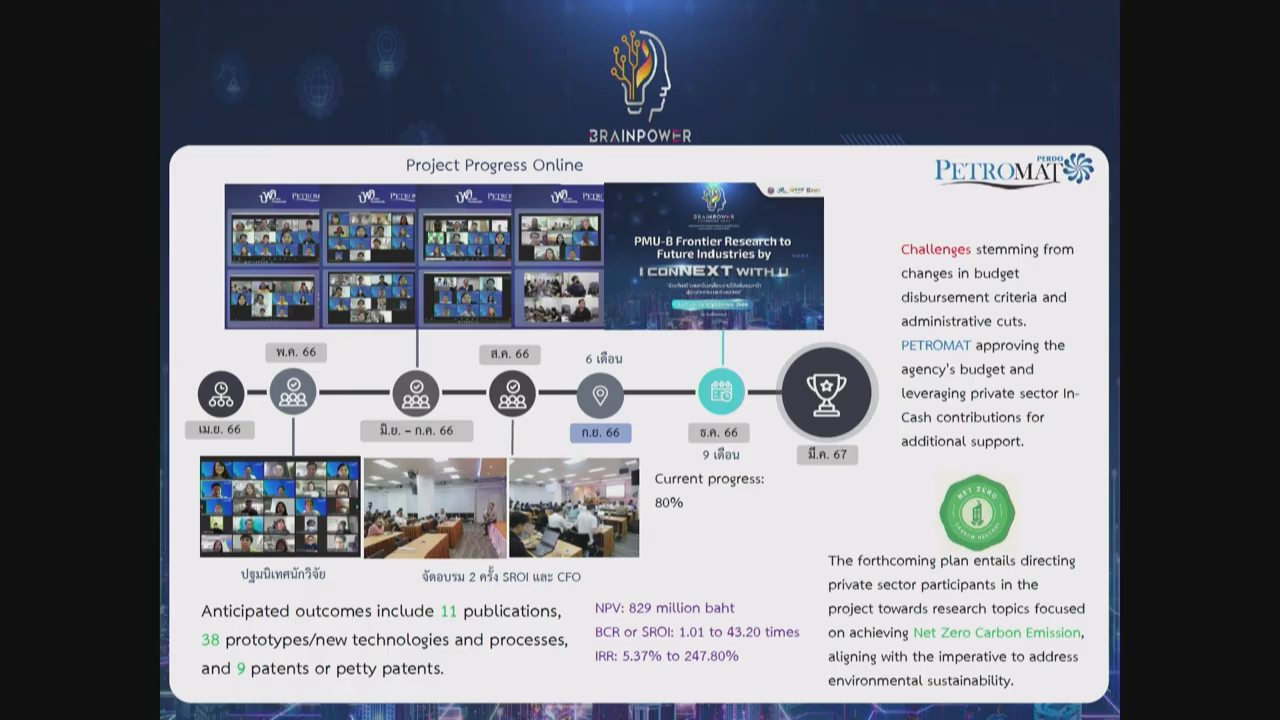 BRAINPOWER
Project Progress Online
PERDO
PETROMAT
BRAINPOWER
PMU-B Frontier Research to
Future Industries by
I CONNEXT WITH U
พ.ค. 66
ส.ค. 66
6 เดือน
เม.ย. 66
มิ.ย. - ก.ค. 66
ก.ย. 66
ธ.ค. 66
9 เดือน
มี.ค. 67
Current progress:
80%
ปฐมนิเทศนักวิจัย
จัดอบรม 2 ครั้ง SROI และ CFO
Anticipated outcomes include 11 publications,
38 prototypes/new technologies and processes,
and 9 patents or petty patents.
NPV: 829 million baht
BCR or SROI: 1.01 to 43.20 times
IRR: 5.37% to 247.80%
Challenges stemming from
changes in budget
disbursement criteria and
administrative cuts.
PETROMAT approving the
agency's budget and
leveraging private sector In-
Cash contributions for
additional support.
NET ZERO
CARBON NEUTRAL
The forthcoming plan entails directing
private sector participants in the
project towards research topics focused
on achieving Net Zero Carbon Emission,
aligning with the imperative to address
environmental sustainability.